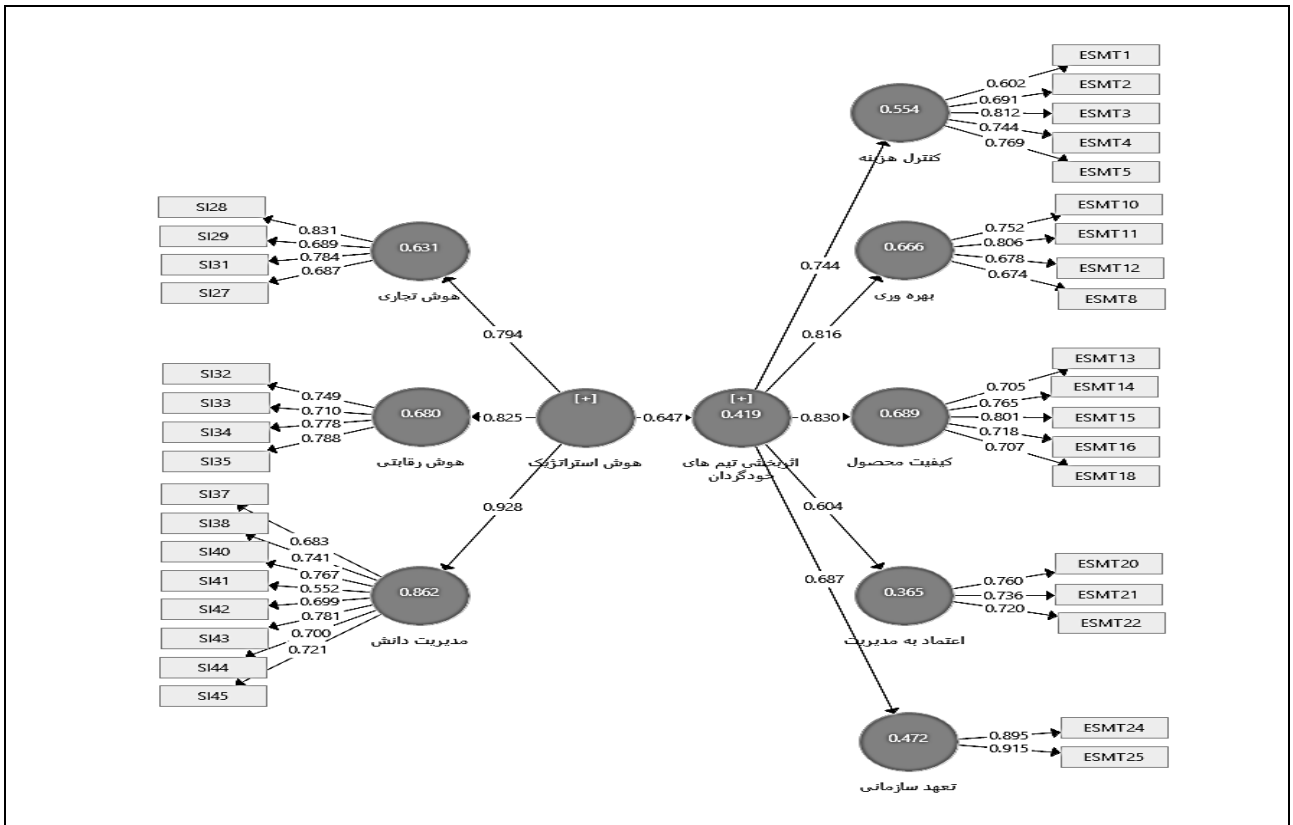 ESMT1
0.602
ESMT2
0.691
0.554
0.812
ESMT3
0.744
ESMT4
0.769
ESMT5
کنترل هزینه
SI28
0.831
SI29
0.689
0.631
0.784
SI31
0.687
SI27
هوش تجاری
0.744
ESMT10
0.752
ESMT11
0.806
0.666
0.678
ESMT12
0.674
ESMT8
بهره وری
0.794
0.816
SI32
0.749
SI33
0.710
0.680
0.778
SI34
0.788
SI35
هوش رقابتی
0.825
[+]
هوش استراتژیک
0.647
[+]
0.419
اثربخشی تیم های
خودگردان
0.830
ESMT13
0.705
ESMT14
0.765
0.689
0.801
ESMT15
0.718
ESMT16
0.707
ESMT18
کیفیت محصول
SI37
0.683
SI38
0.741
SI40
0.767
SI41
0.552
0.862
SI42
0.699
SI43
0.781
0.700
SI44
0.721
SI45
مدیریت دانش
0.928
0.604
0.687
ESMT20
0.760
0.365
0.736
ESMT21
0.720
ESMT22
اعتماد به مدیریت
0.472
0.895
ESMT24
0.915
ESMT25
تعهد سازمانی